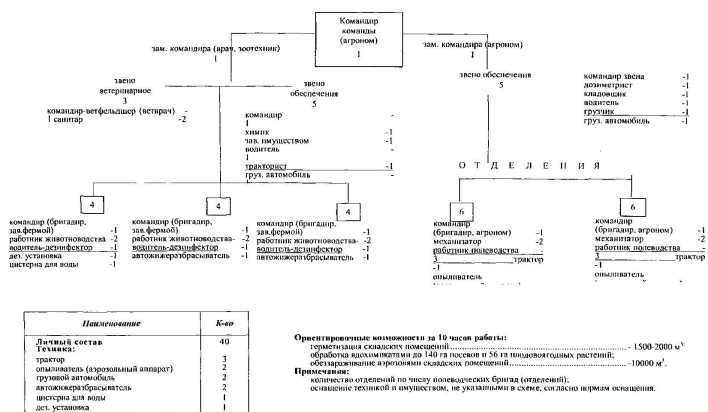 Командир
команды
(агроном)
1
зам. командира (врач, зоотехник)
1
зам. командира (агроном)
1
звено
ветеринарное
3
командир-ветфельдшер (ветврач) -
1 санитар -2
звено
обеспечения
5
командир -
1
химик -1
зав. имуществом -1
водитель -
1
тракторист -1
груз. автомобиль -
звено обеспечения
5
командир звена -1
дозиметрист -1
кладовщик -1
водитель -1
грузчик -1
груз. автомобиль -1
О Т Д Е Л Е Н И Я
4
командир (бригадир,
зав.фермой) -1
работник животноводства -2
водитель-дезинфектор -1
дез. установка -1
цистерна для воды -1
4
командир (бригадир,
зав.фермой) -1
работник животноводства- -2
водитель-дезинфектор -1
автожижеразбрасыватель -1
4
командир (бригадир,
зав.фермой) -1
работник животноводства- -2
водитель-дезинфектор -1
автожижеразбрасыватель -1
6
командир
(бригадир, агроном) -1
механизатор -2
работник полеводства -
3 трактор
-1
опыливатель
6
командир
(бригадир, агроном) -1
механизатор -2
работник полеводства -
3 трактор
-1
опыливатель
Наименование К-во
Личный состав 40
Техника:
трактор 3
опыливатель (аэрозольный аппарат) 2
грузовой автомобиль 2
автожижеразбрасыватель 2
цистерна для воды 1
дез. установка 1
Ориентировочные возможности за 10 часов работы:
герметизация складских помещений - 1500-2000 м³;
обработка ядохимикатами до 140 га посевов и 56 га плодовоягодных растений;
обеззараживание аэрозолями складских помещений -10000 м³.
Примечания:
количество отделений по числу полеводческих бригад (отделений);
оснащение техникой и имуществом, не указанными в схеме, согласно нормам оснащения.